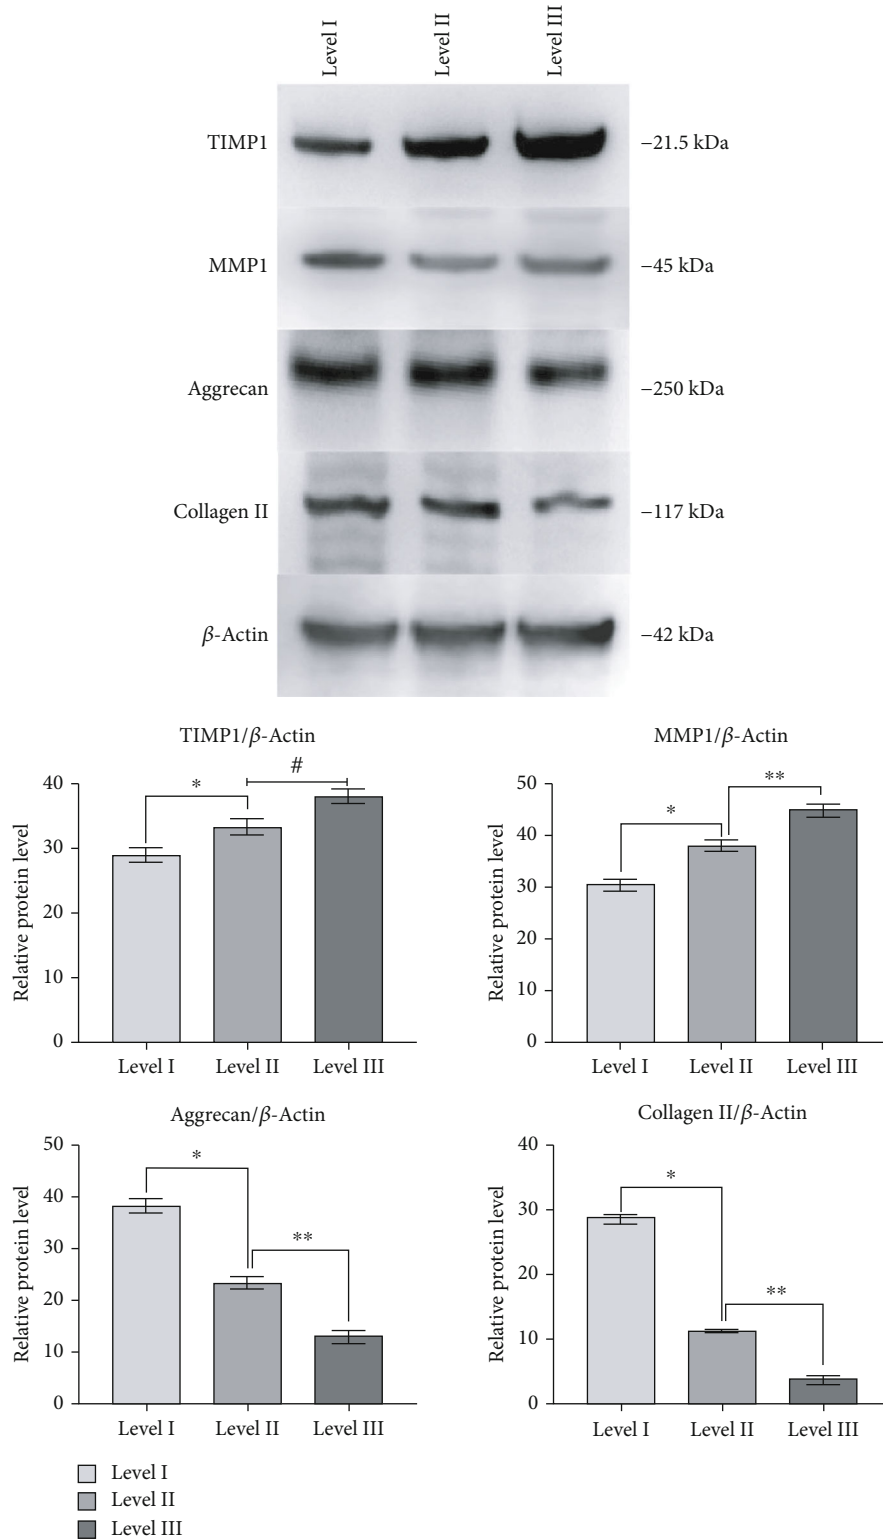 Level I
Level II
Level III
TIMP1
–21.5 kDa
MMP1
–45 kDa
Aggrecan
–250 kDa
Collagen II
–117 kDa
β-Actin
–42 kDa
TIMP1/β-Actin
Relative protein level
40
30
20
10
0
*
#
Level I
Level II
Level III
MMP1/β-Actin
Relative protein level
50
40
30
20
10
0
*
**
Level I
Level II
Level III
Aggrecan/β-Actin
Relative protein level
50
40
30
20
10
0
*
**
Level I
Level II
Level III
Collagen II/β-Actin
Relative protein level
40
30
20
10
0
*
**
Level I
Level II
Level III
Level I
Level II
Level III